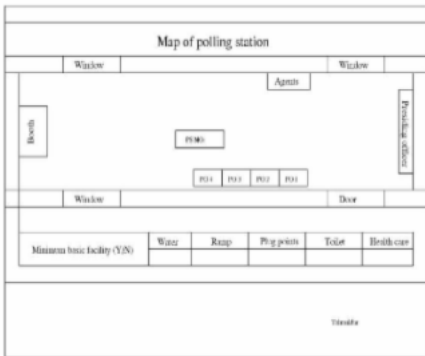 Map of polling station
Window Window
Agents
Booth
Presiding officer
PO4 PO3 PO2 PO1
Window Door
Minimum basic facility (Y/N) Water Ramp Plug points Toilet Health care